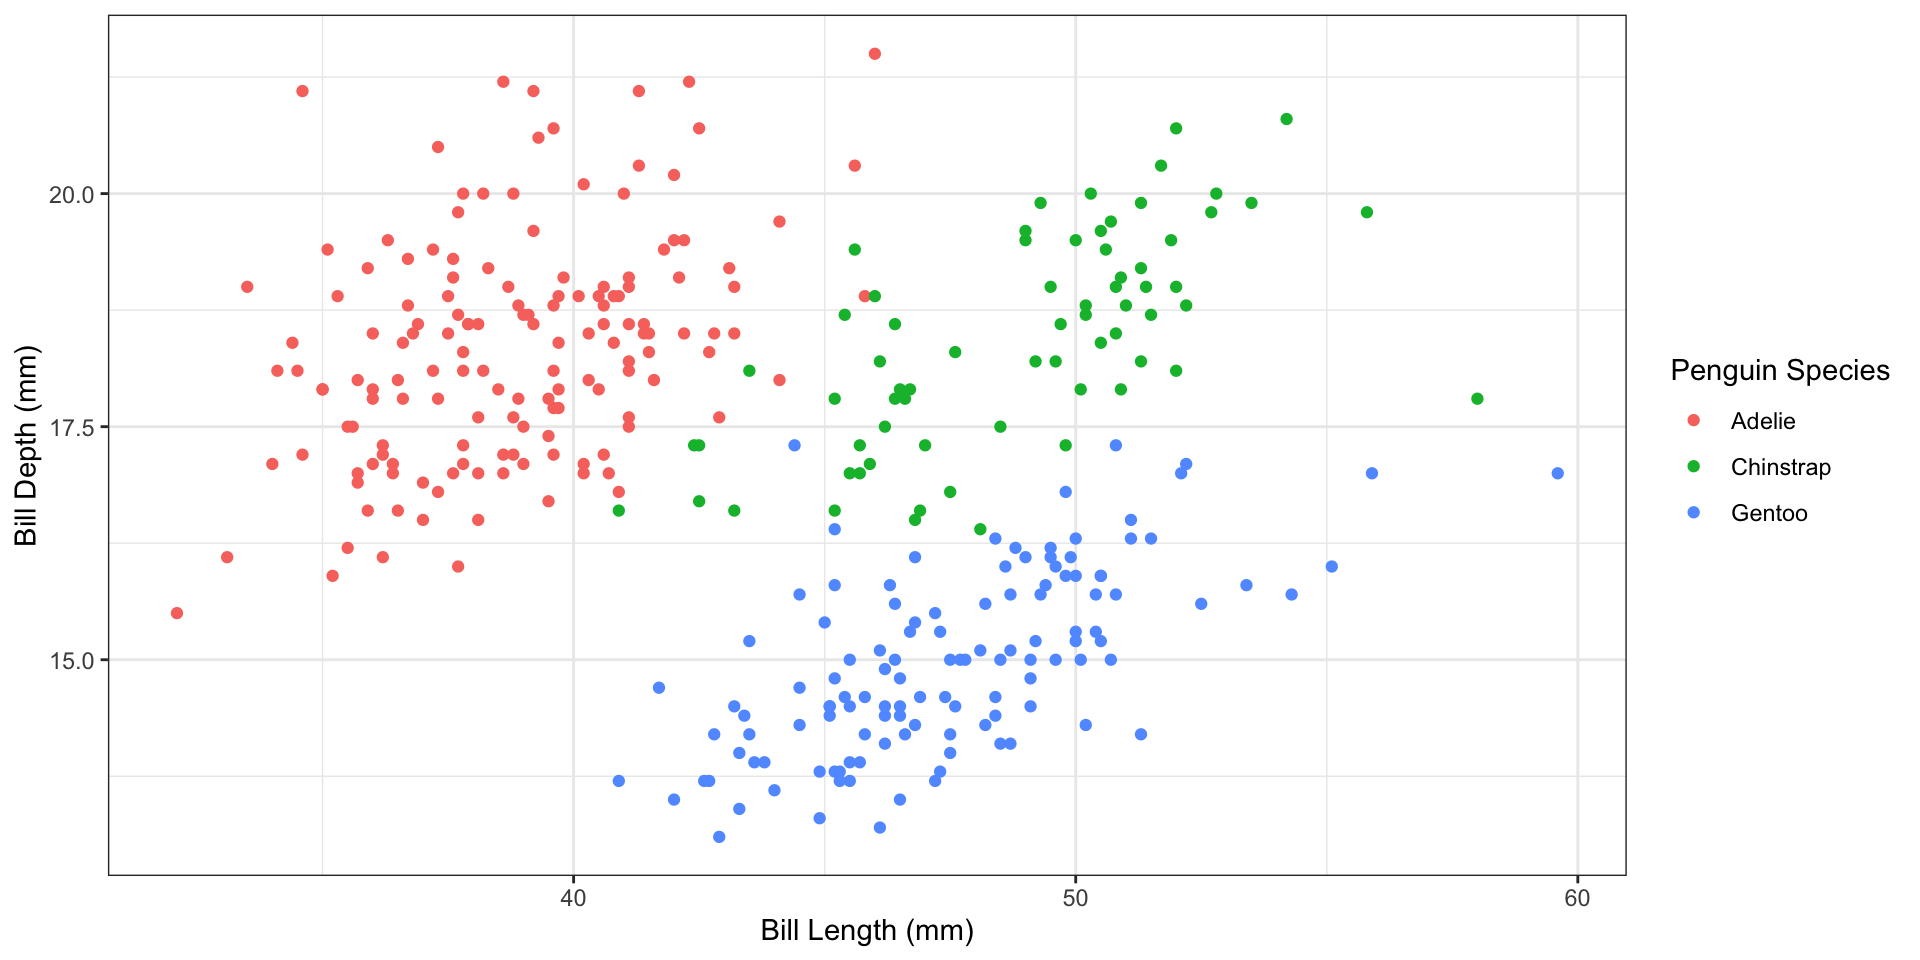 20.0
17.5
15.0
Bill Depth (mm)
40 50 60
Bill Length (mm)
Penguin Species
Adelie
Chinstrap
Gentoo